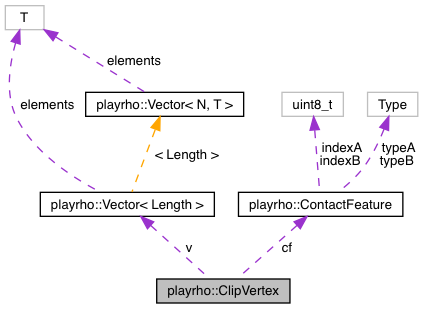 T
elements
playrho::Vector< N, T >
uint8_t
Type
elements
< Length >
indexA
indexB
typeA
typeB
playrho::Vector< Length >
playrho::ContactFeature
v
cf
playrho::ClipVertex